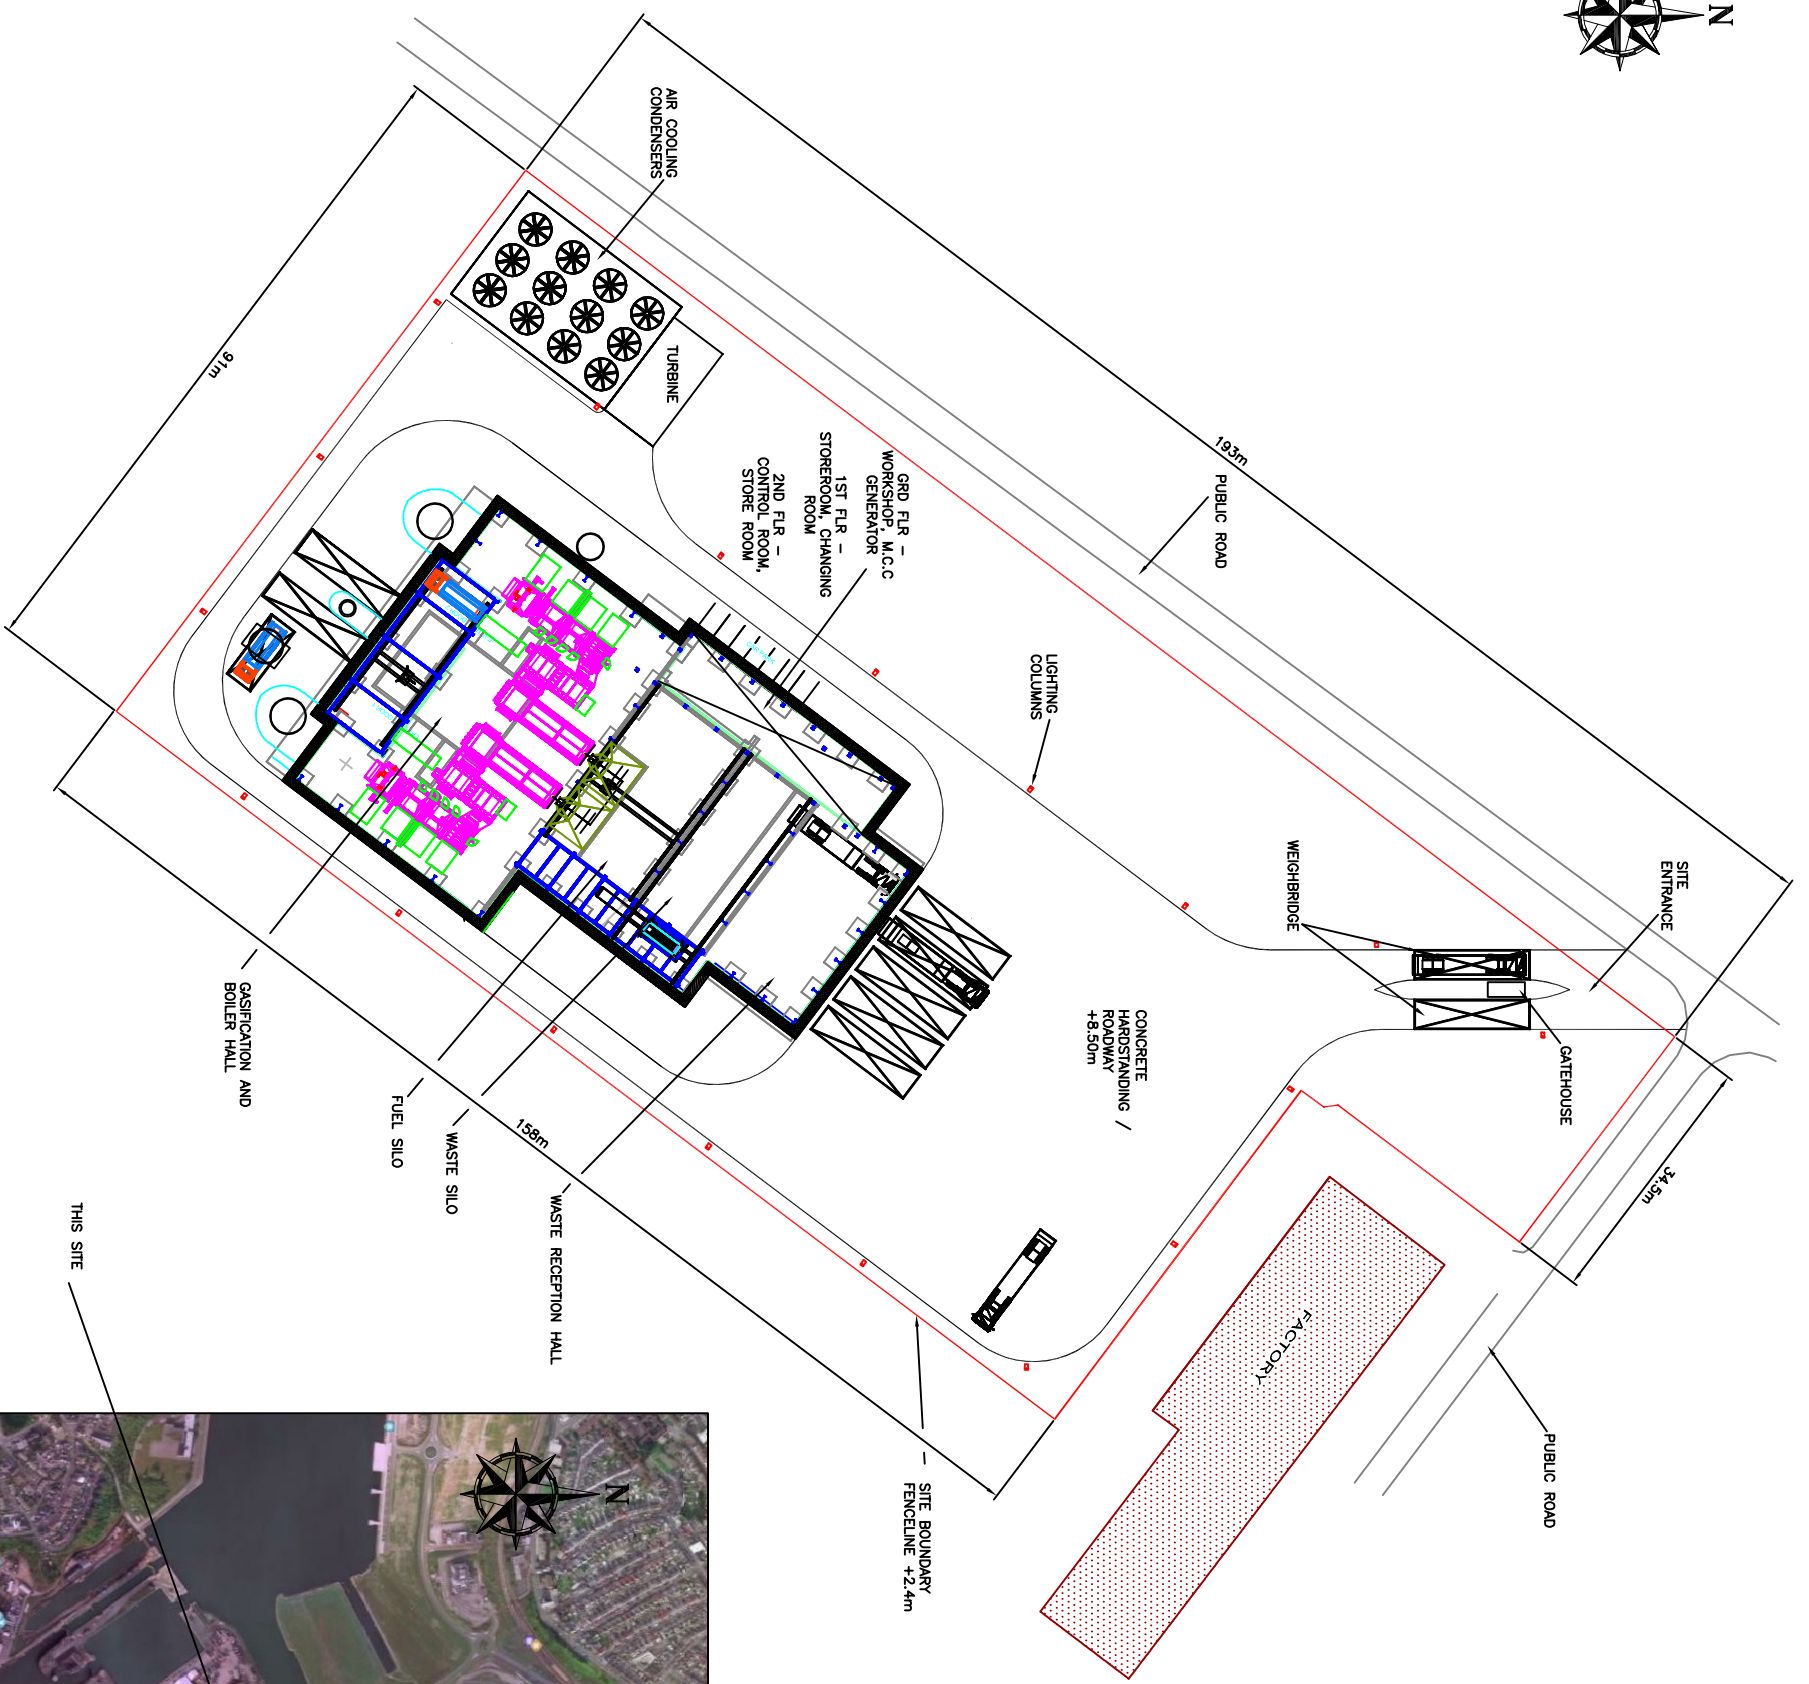 N
AIR COOLING
CONDENSERS
TURBINE
193m
PUBLIC ROAD
91m
GRD FLR –
WORKSHOP, M.C.C
GENERATOR
1ST FLR –
STOREROOM, CHANGING
ROOM
2ND FLR –
CONTROL ROOM,
STORE ROOM
LIGHTING
COLUMNS
SITE
ENTRANCE
WEIGHBRIDGE
GATEHOUSE
CONCRETE
HARDSTANDING /
ROADWAY
+8.50m
34.5m
FACTORY
PUBLIC ROAD
GASIFICATION AND
BOILER HALL
FUEL SILO
WASTE SILO
158m
WASTE RECEPTION HALL
SITE BOUNDARY
FENCELINE +2.4m
THIS SITE
N